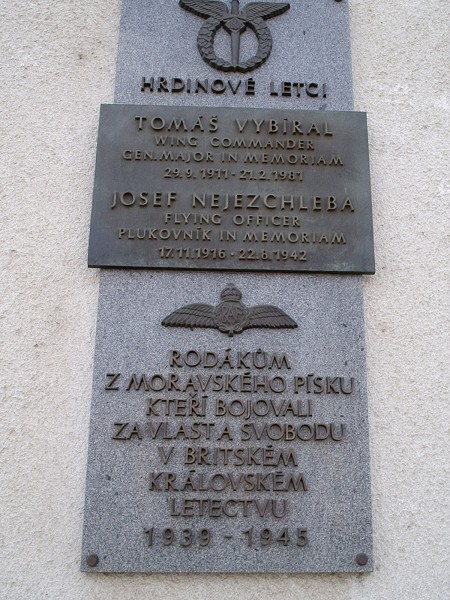 HRDINOVÉ LETCI
TOMÁŠ VYBÍRAL
WING COMMANDER
GEN.MAJOR IN MEMORIAM
29.9.1911 - 21.2.1981
JOSEF NEJEZCHLEBA
FLYING OFFICER
PLUKOVNÍK IN MEMORIAM
17.11.1916 - 22.8.1942
RAF
RODÁKŮM
Z MORAVSKÉHO PÍSKU
KTEŘÍ BOJOVALI
ZA VLAST A SVOBODU
V BRITSKÉM
KRÁLOVSKÉM
LETECTVU
1939 - 1945